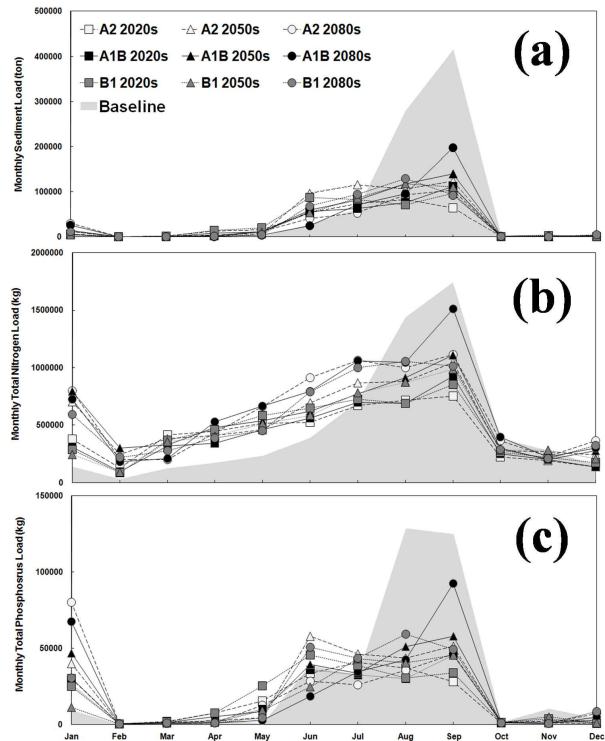 500000
400000
300000
200000
100000
0
Monthly Sediment Load (ton)
A2 2020s A2 2050s A2 2080s
A1B 2020s A1B 2050s A1B 2080s
B1 2020s B1 2050s B1 2080s
Baseline
(a)
2000000
1500000
1000000
500000
0
Monthly Total Nitrogen Load (kg)
(b)
150000
100000
50000
0
Monthly Total Phosphosrus Load (kg)
(c)
Jan Feb Mar Apr May Jun Jul Aug Sep Oct Nov Dec